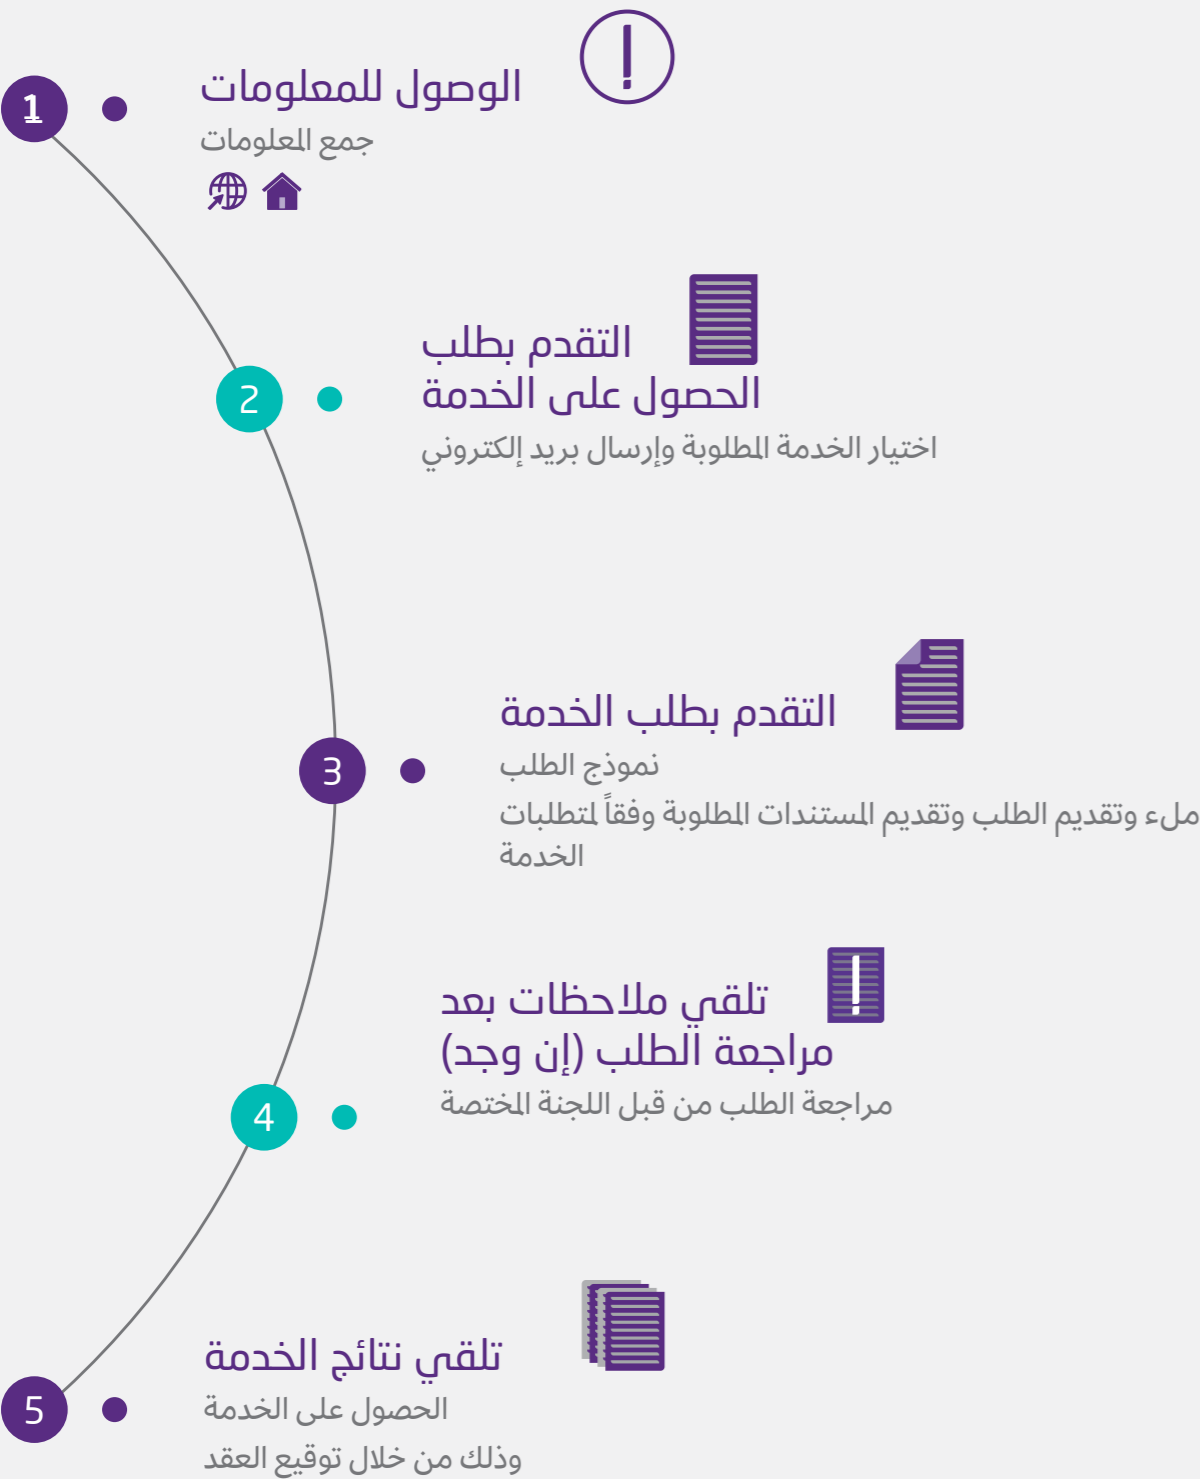 1
الوصول للمعلومات
جمع المعلومات
2
التقدم بطلب
الحصول على الخدمة
اختيار الخدمة المطلوبة وإرسال بريد إلكتروني
3
التقدم بطلب الخدمة
نموذج الطلب
ملء وتقديم الطلب وتقديم المستندات المطلوبة وفقاً لمتطلبات
الخدمة
4
تلقي ملاحظات بعد
مراجعة الطلب (إن وجد)
مراجعة الطلب من قبل اللجنة المختصة
5
تلقي نتائج الخدمة
الحصول على الخدمة
وذلك من خلال توقيع العقد